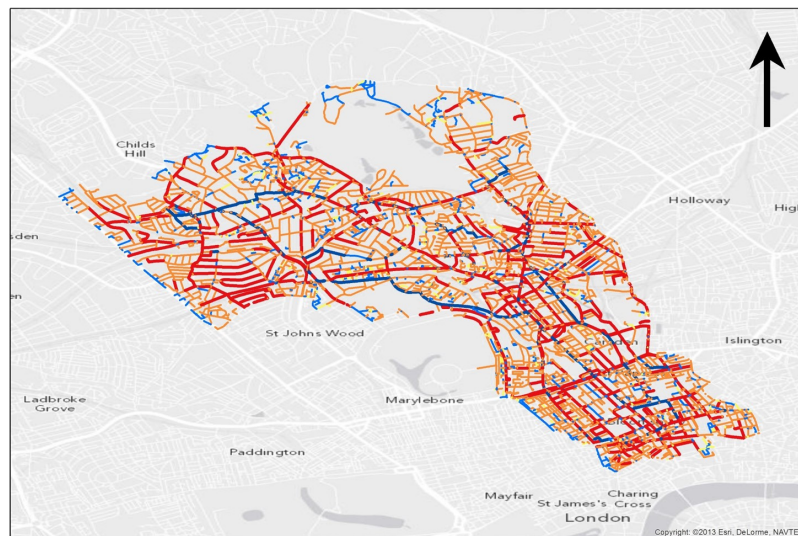 Childs
Hill
Holloway
High
sden
en
St Johns Wood
Camden
Islington
Ladbroke
Grove
Marylebone
Paddington
Mayfair
Charing
St James's Cross
London
Copyright: ©2013 Esri, DeLorme, NAVTE